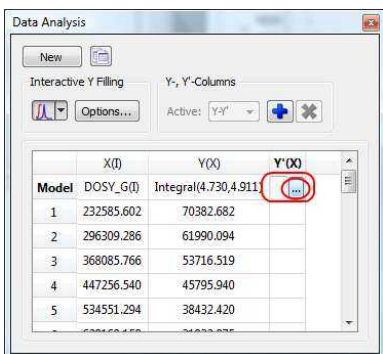 Data Analysis
New
Interactive Y Filling Y-, Y'-Columns
Options... Active: Y-Y'
X(I) Y(X) Y'(X)
Model DOSY_G(I) Integral(4.730,4.911) ...
1 232585.602 70382.682
2 296309.286 61990.094
3 368085.766 53716.519
4 447256.540 45795.940
5 534551.294 38432.420